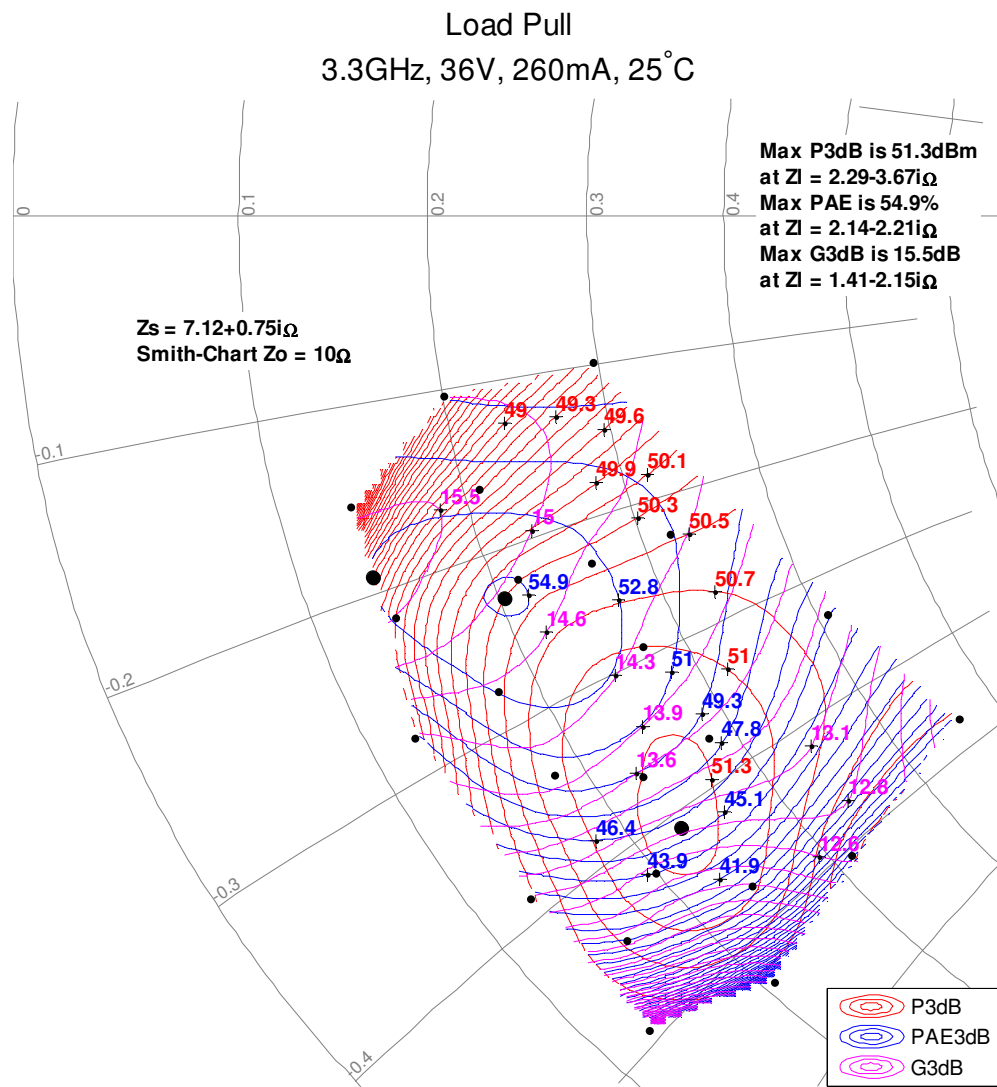 Load Pull
3.3GHz, 36V, 260mA, 25°C
Max P3dB is 51.3dBm
at Zl = 2.29-3.67iΩ
Max PAE is 54.9%
at Zl = 2.14-2.21iΩ
Max G3dB is 15.5dB
at Zl = 1.41-2.15iΩ
0
0.1
0.2
0.3
0.4
Zs = 7.12+0.75iΩ
Smith-Chart Zo = 10Ω
49
49.3
49.6
-0.1
49.9
50.1
15.5
15
50.3
50.5
54.9
52.8
50.7
14.6
14.3
51
51
-0.2
13.9
49.3
47.8
13.1
13.6
51.3
45.1
12.8
46.4
43.9
41.9
12.6
-0.3
-0.4
P3dB
PAE3dB
G3dB